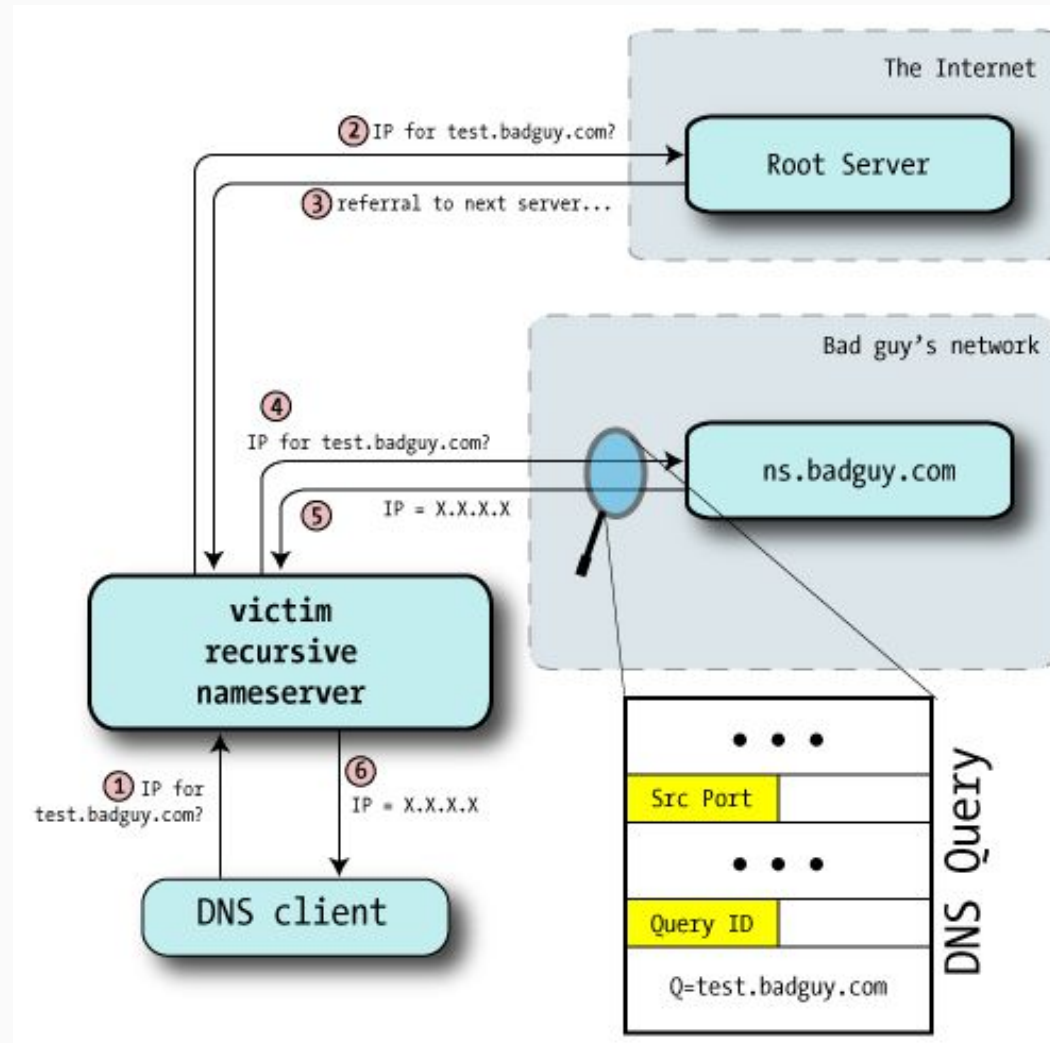 The Internet
2 IP for test.badguy.com?
Root Server
3 referral to next server...
Bad guy's network
4
IP for test.badguy.com?
ns.badguy.com
5 IP = X.X.X.X
victim
recursive
nameserver
1 IP for
test.badguy.com?
6
IP = X.X.X.X
DNS client
• • •
Src Port
• • •
Query ID
Q=test.badguy.com
DNS Query